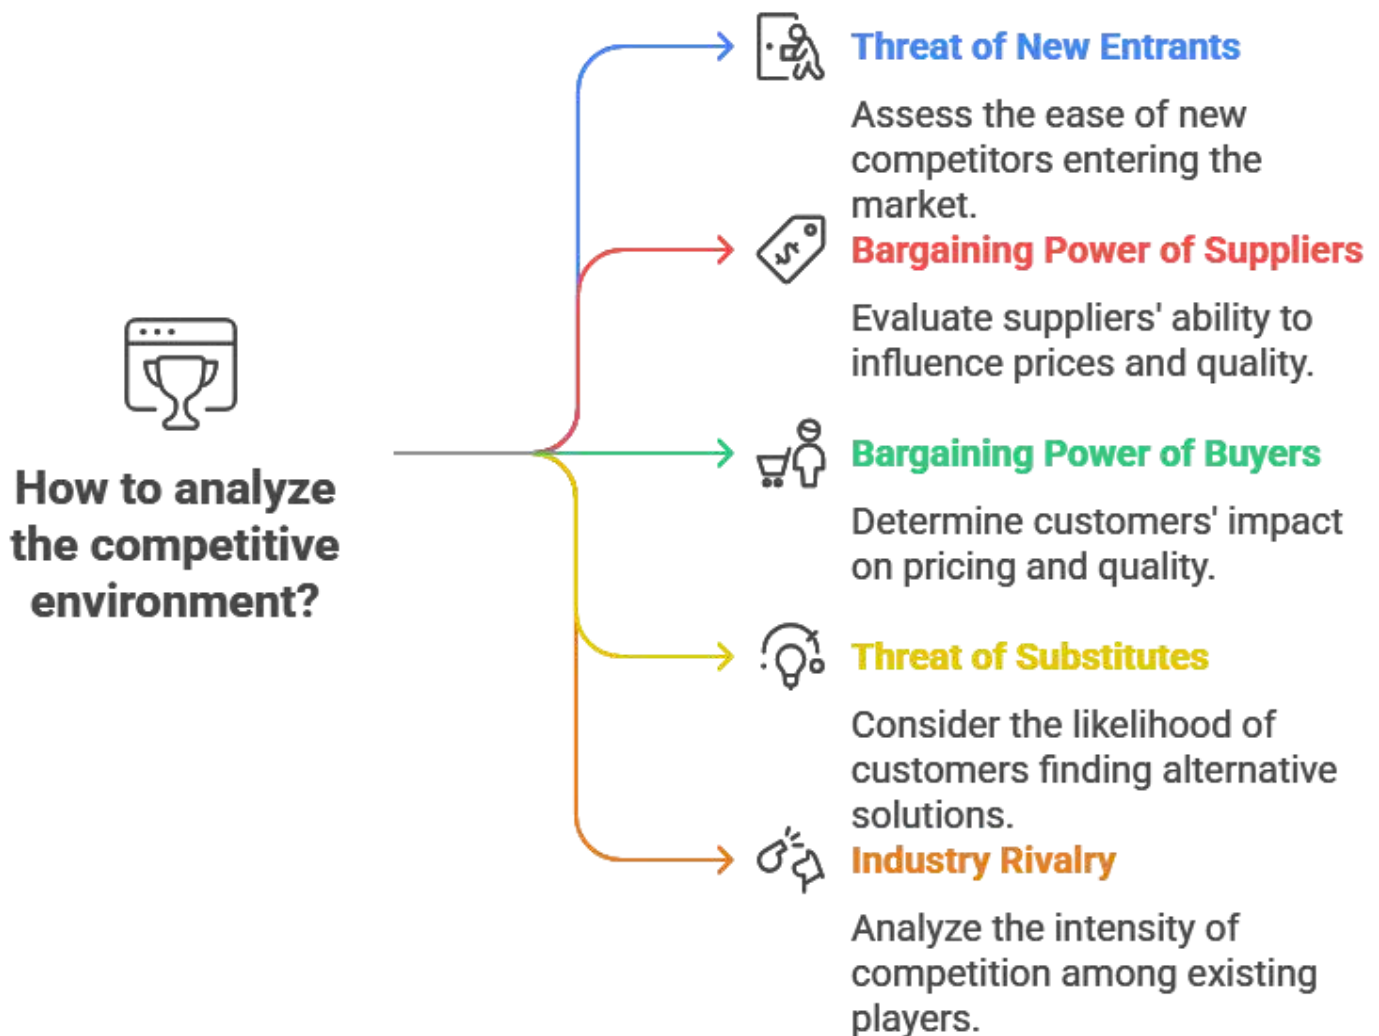 How to analyze
the competitive
environment?
Threat of New Entrants
Assess the ease of new
competitors entering the
market.
Bargaining Power of Suppliers
Evaluate suppliers' ability to
influence prices and quality.
Bargaining Power of Buyers
Determine customers' impact
on pricing and quality.
Threat of Substitutes
Consider the likelihood of
customers finding alternative
solutions.
Industry Rivalry
Analyze the intensity of
competition among existing
players.